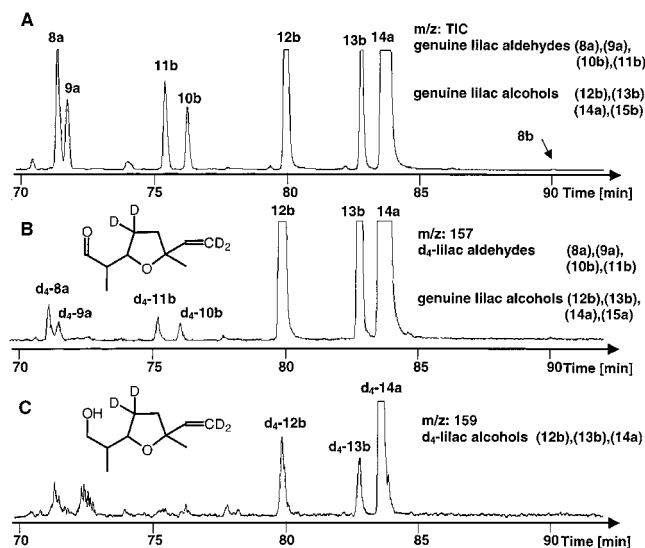 A
8a
9a
11b
10b
12b
13b
14a
m/z: TIC
genuine lilac aldehydes (8a),(9a),
(10b),(11b)
genuine lilac alcohols (12b),(13b)
(14a),(15b)
8b
70 75 80 85 90 Time [min]
B
D
D
O
O
CD2
d4-8a
d4-9a
d4-11b
d4-10b
12b
13b
14a
m/z: 157
d4-lilac aldehydes (8a),(9a),
(10b),(11b)
genuine lilac alcohols (12b),(13b),
(14a),(15a)
70 75 80 85 90 Time [min]
C
OH
D
D
O
CD2
d4-12b
d4-13b
d4-14a
m/z: 159
d4-lilac alcohols (12b),(13b),(14a)
70 75 80 85 90 Time [min]